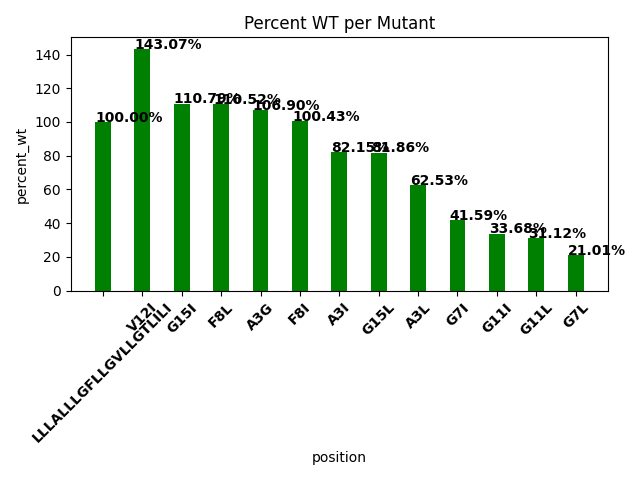 Percent WT per Mutant
percent_wt
140
120
100
80
60
40
20
0
100.00%
143.07%
110.79%
110.52%
106.90%
100.43%
82.15%
81.86%
62.53%
41.59%
33.68%
31.12%
21.01%
LLLALLLGFLLGVLLGTLILI
V12I
G15I
F8L
A3G
F8I
A3I
G15L
A3L
G7I
G11I
G11L
G7L
position